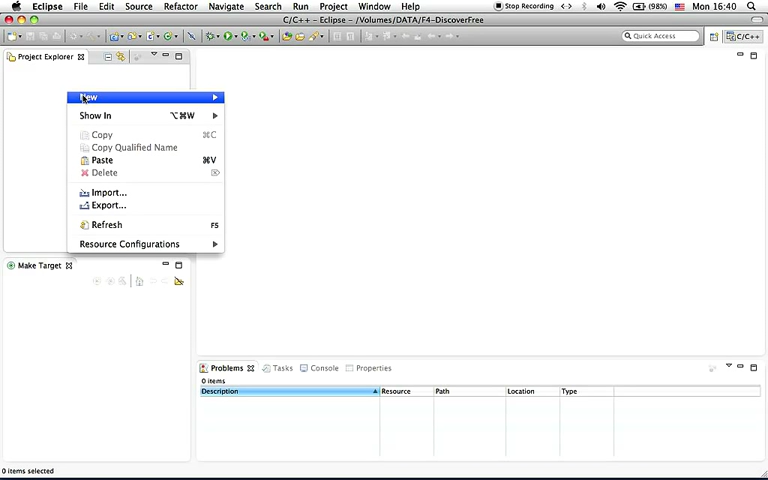 Eclipse File Edit Source Refactor Navigate Search Run Project Window Help Stop Recording (98%) Mon 16:40
C/C++ – Eclipse – /Volumes/DATA/F4–DiscoverFree
Quick Access C/C++
Project Explorer
New
Show In ⌥⌘W
Copy ⌘C
Copy Qualified Name
Paste ⌘V
Delete
Import...
Export...
Refresh F5
Resource Configurations
Make Target
Problems Tasks Console Properties
0 items
Description Resource Path Location Type
0 items selected